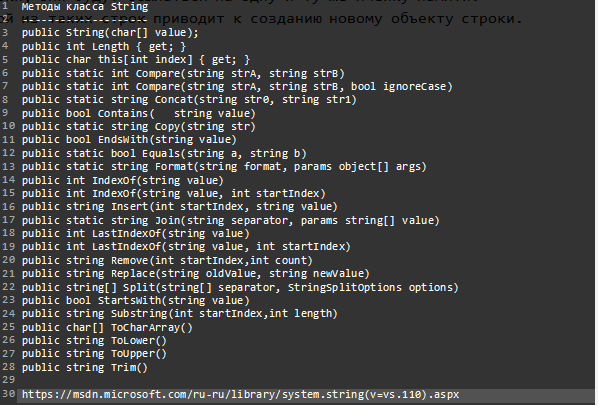 1 Методы класса String
2 --------------------
й из таких строк приводит к созданию новому объекту строки.
3 public String(char[] value);
4 public int Length { get; }
5 public char this[int index] { get; }
6 public static int Compare(string strA, string strB)
7 public static int Compare(string strA, string strB, bool ignoreCase)
8 public static string Concat(string str0, string str1)
9 public bool Contains(   string value)
10 public static string Copy(string str)
11 public bool EndsWith(string value)
12 public static bool Equals(string a, string b)
13 public static string Format(string format, params object[] args)
14 public int IndexOf(string value)
15 public int IndexOf(string value, int startIndex)
16 public string Insert(int startIndex, string value)
17 public static string Join(string separator, params string[] value)
18 public int LastIndexOf(string value)
19 public int LastIndexOf(string value, int startIndex)
20 public string Remove(int startIndex,int count)
21 public string Replace(string oldValue, string newValue)
22 public string[] Split(string[] separator, StringSplitOptions options)
23 public bool StartsWith(string value)
24 public string Substring(int startIndex,int length)
25 public char[] ToCharArray()
26 public string ToLower()
27 public string ToUpper()
28 public string Trim()
29
30 https://msdn.microsoft.com/ru-ru/library/system.string(v=vs.110).aspx